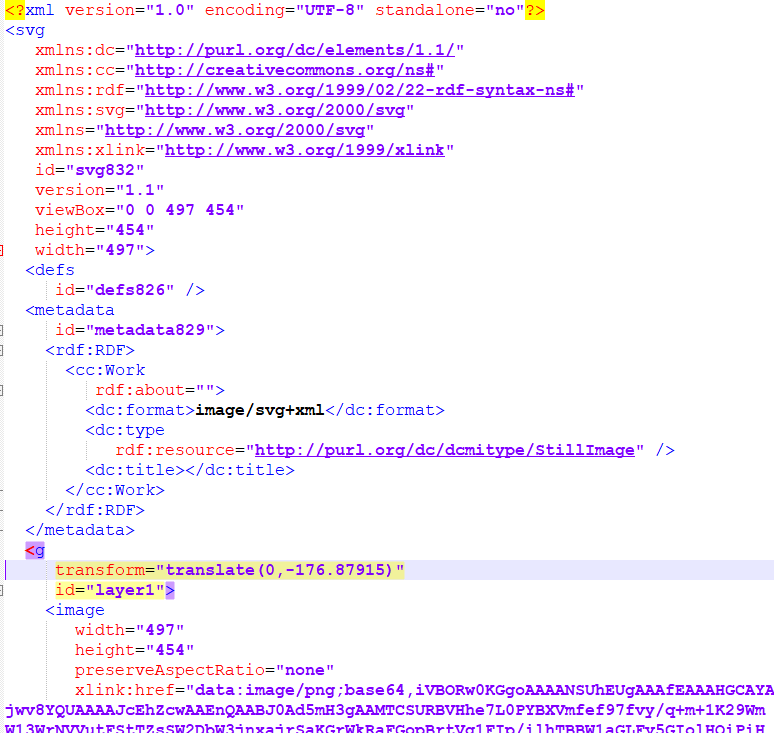 <?xml version="1.0" encoding="UTF-8" standalone="no"?>
<svg
xmlns:dc="http://purl.org/dc/elements/1.1/"
xmlns:cc="http://creativecommons.org/ns#"
xmlns:rdf="http://www.w3.org/1999/02/22-rdf-syntax-ns#"
xmlns:svg="http://www.w3.org/2000/svg"
xmlns="http://www.w3.org/2000/svg"
xmlns:xlink="http://www.w3.org/1999/xlink"
id="svg832"
version="1.1"
viewBox="0 0 497 454"
height="454"
width="497">
<defs
id="defs826" />
<metadata
id="metadata829">
<rdf:RDF>
<cc:Work
rdf:about="">
<dc:format>image/svg+xml</dc:format>
<dc:type
rdf:resource="http://purl.org/dc/dcmitype/StillImage" />
<dc:title></dc:title>
</cc:Work>
</rdf:RDF>
</metadata>
<g
transform="translate(0,-176.87915)"
id="layer1">
<image
width="497"
height="454"
preserveAspectRatio="none"
xlink:href="data:image/png;base64,iVBORw0KGgoAAAANSUhEUgAAAfEAAAHGCAYA
jwv8YQUAAAAJcEhZcwAAEnQAABJ0Ad5mH3gAAMTCSURBVHhe7L0PYBXVmfef97fvy/q+m+1K29Wm